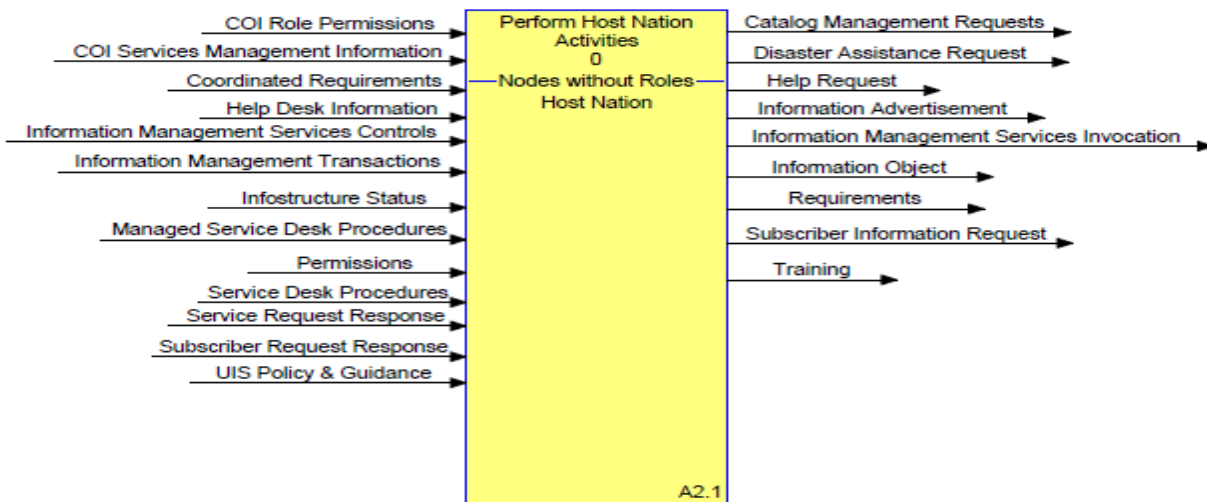 COI Role Permissions
COI Services Management Information
Coordinated Requirements
Help Desk Information
Information Management Services Controls
Information Management Transactions
Infostructure Status
Managed Service Desk Procedures
Permissions
Service Desk Procedures
Service Request Response
Subscriber Request Response
UIS Policy & Guidance
Perform Host Nation
Activities
0
Nodes without Roles
Host Nation
A2.1
Catalog Management Requests
Disaster Assistance Request
Help Request
Information Advertisement
Information Management Services Invocation
Information Object
Requirements
Subscriber Information Request
Training